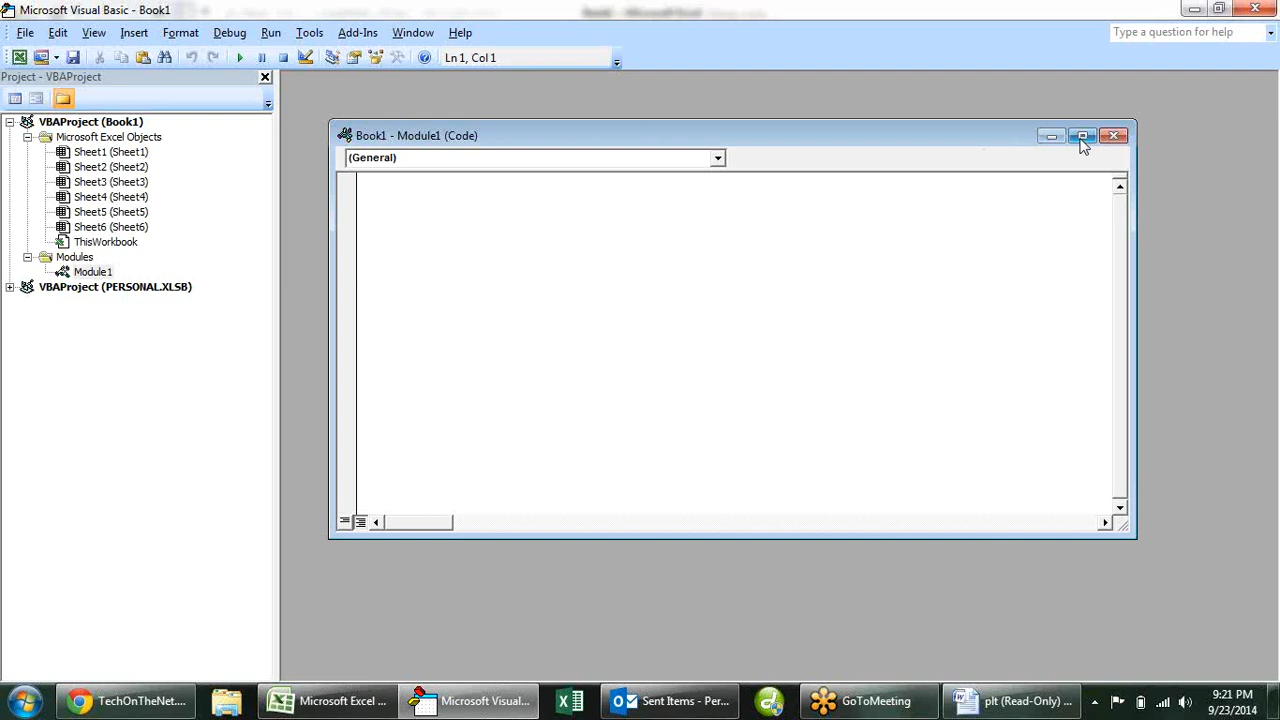 Microsoft Visual Basic - Book1
File Edit View Insert Format Debug Run Tools Add-Ins Window Help
Type a question for help
Ln 1, Col 1
Project - VBAProject
VBAProject (Book1)
Microsoft Excel Objects
Sheet1 (Sheet1)
Sheet2 (Sheet2)
Sheet3 (Sheet3)
Sheet4 (Sheet4)
Sheet5 (Sheet5)
Sheet6 (Sheet6)
ThisWorkbook
Modules
Module1
VBAProject (PERSONAL.XLSB)
Book1 - Module1 (Code)
(General)
TechOnTheNet....
Microsoft Excel ...
Microsoft Visual...
Sent Items - Per...
GoToMeeting
plt (Read-Only) ...
9:21 PM
9/23/2014